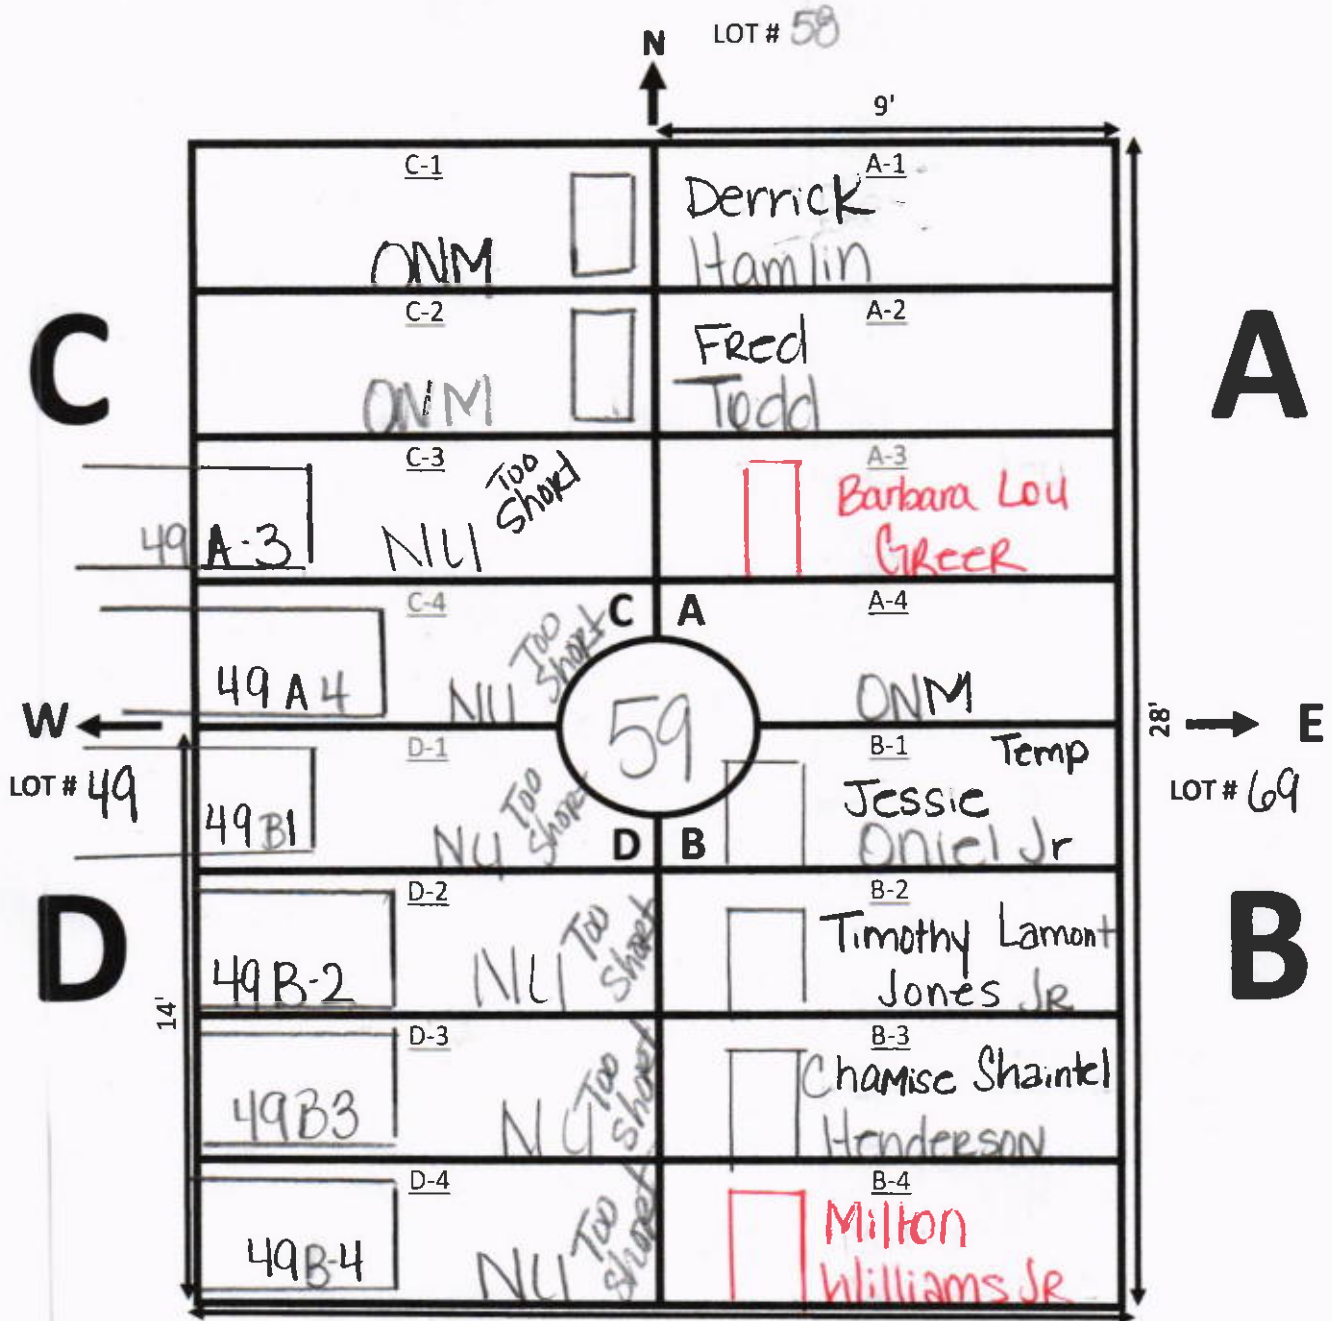 LOT # 58
N
9'
C-1
A-1
Derrick
Hamlin
ONM
C-2
A-2
Fred
Todd
ONM
C
A
C-3
Too
Short
NU
49 A-3
A-3
Barbara Lou
Greer
C-4
Too
Short
NU
49 A 4
C A
A-4
ONM
59
W
28'
E
LOT # 49
LOT # 69
D-1
Too
Short
NU
49 B1
D B
B-1
Temp
Jessie
Oniel Jr
D-2
Too
Short
NU
49 B-2
B-2
Timothy Lamont
Jones JR
D
B
14'
D-3
Too
Short
NU
49B3
B-3
Chamise Shaintel
Henderson
D-4
Too
Short
NU
49B-4
B-4
Milton
Williams JR